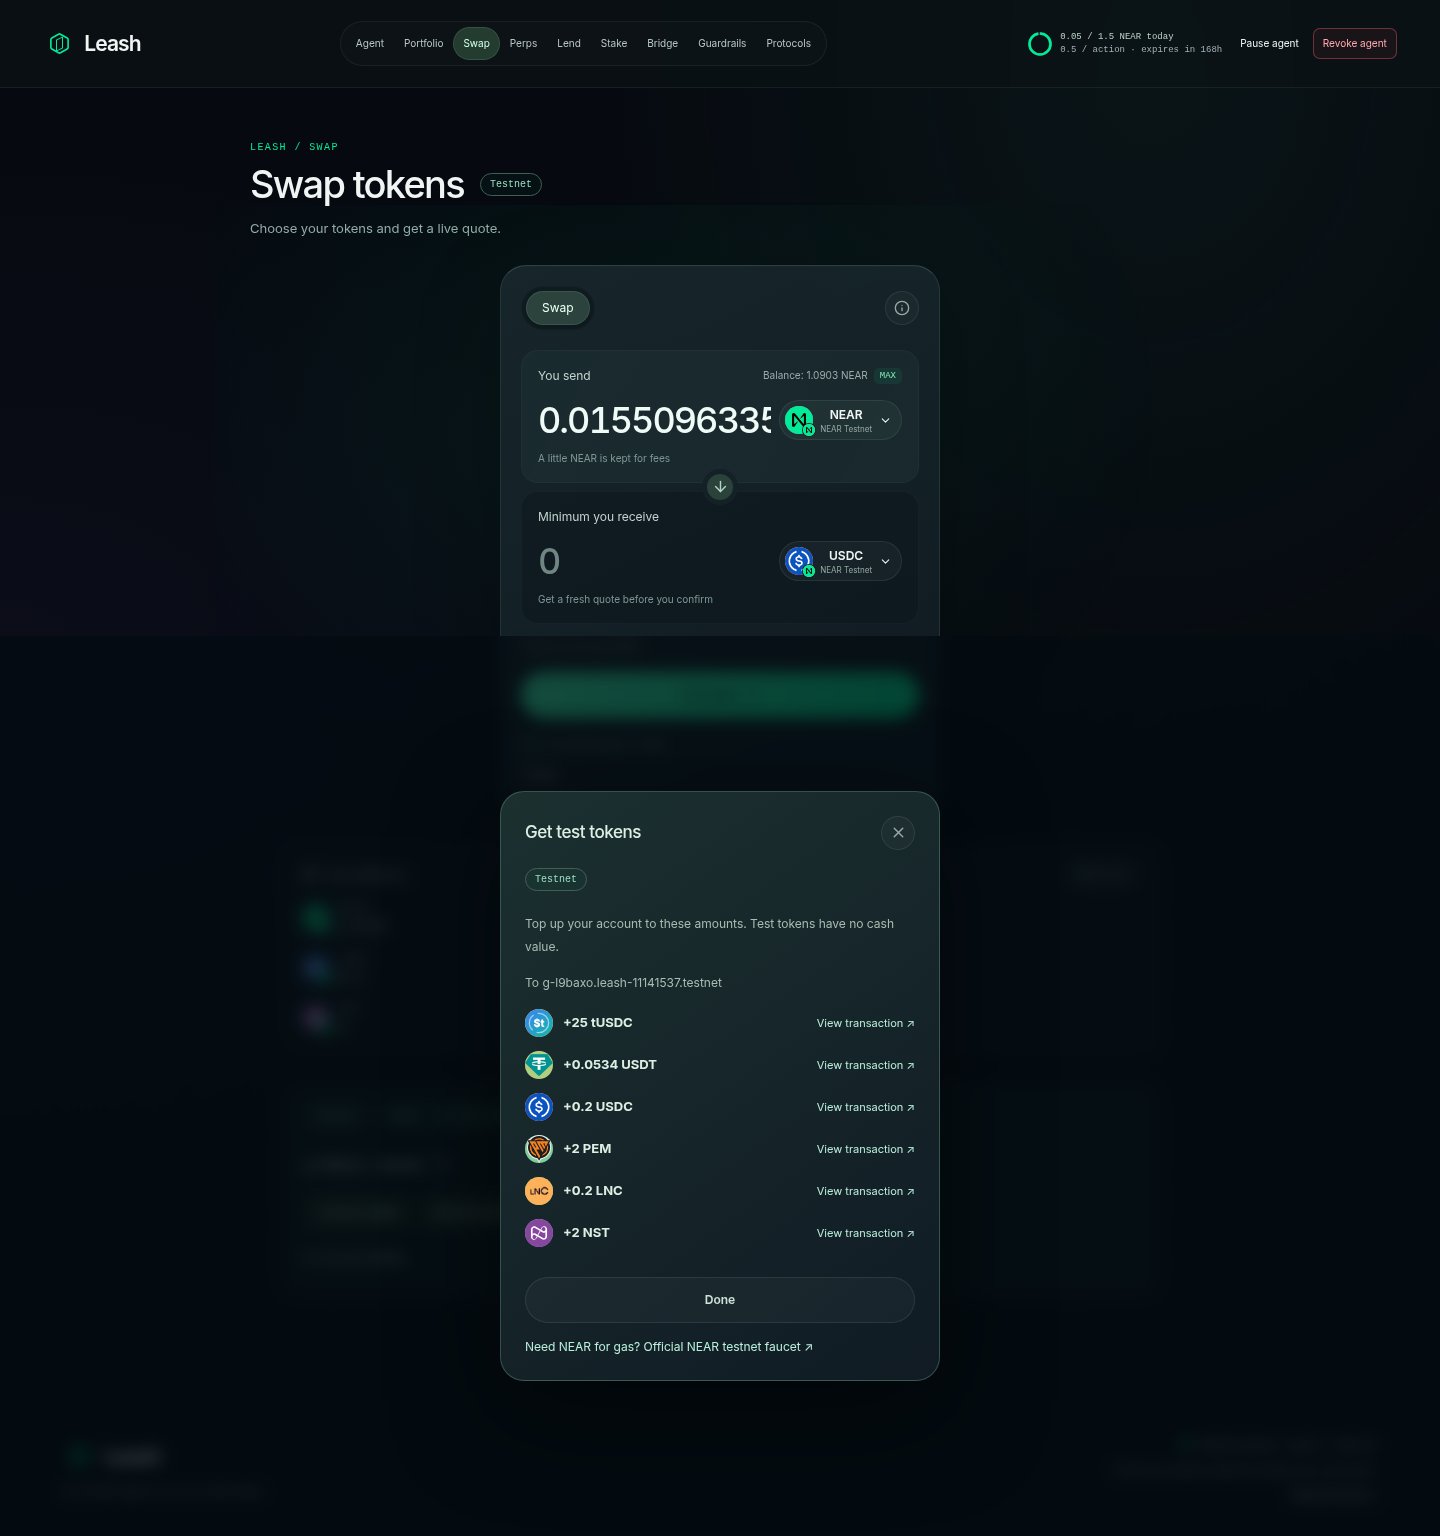 Leash
Agent Portfolio Swap Perps Lend Stake Bridge Guardrails Protocols
0.05 / 1.5 NEAR today
0.5 / action · expires in 168h
Pause agent
Revoke agent
LEASH / SWAP
Swap tokens
Testnet
Choose your tokens and get a live quote.
Swap
You send
Balance: 1.0903 NEAR MAX
0.0155096335
NEAR
NEAR Testnet
A little NEAR is kept for fees
Minimum you receive
0
USDC
NEAR Testnet
Get a fresh quote before you confirm
Get test tokens
Testnet
Top up your account to these amounts. Test tokens have no cash
value.
To g-l9baxo.leash-11141537.testnet
+25 tUSDC View transaction ↗
+0.0534 USDT View transaction ↗
+0.2 USDC View transaction ↗
+2 PEM View transaction ↗
LNC +0.2 LNC View transaction ↗
+2 NST View transaction ↗
Done
Need NEAR for gas? Official NEAR testnet faucet ↗